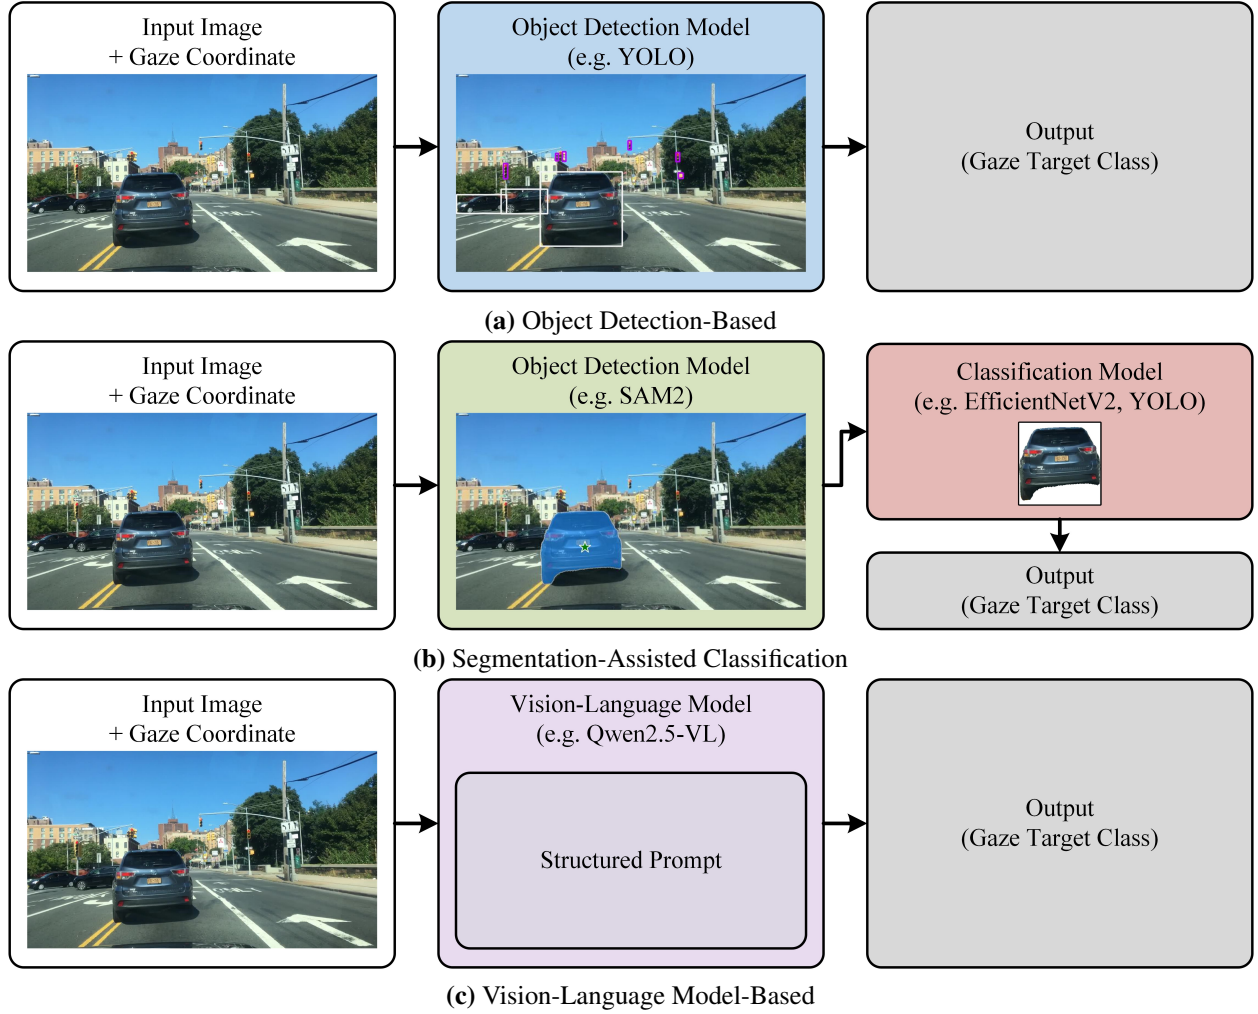 Input Image
+ Gaze Coordinate
Object Detection Model
(e.g. YOLO)
Output
(Gaze Target Class)
(a) Object Detection-Based
Input Image
+ Gaze Coordinate
Object Detection Model
(e.g. SAM2)
Classification Model
(e.g. EfficientNetV2, YOLO)
Output
(Gaze Target Class)
(b) Segmentation-Assisted Classification
Input Image
+ Gaze Coordinate
Vision-Language Model
(e.g. Qwen2.5-VL)
Structured Prompt
Output
(Gaze Target Class)
(c) Vision-Language Model-Based